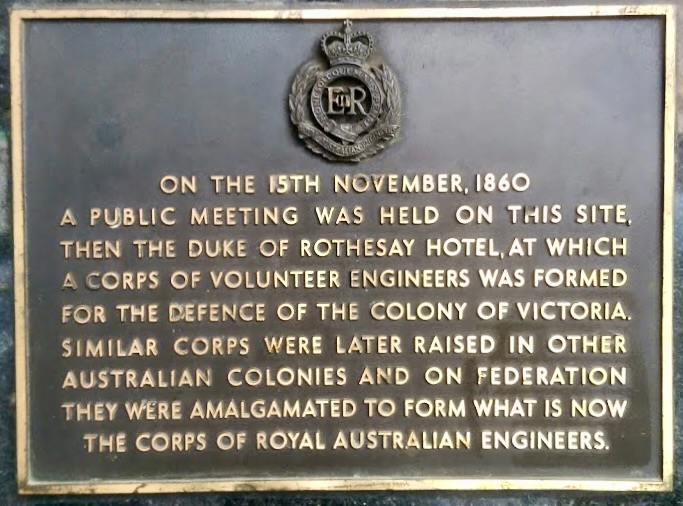 E II R
ON THE 15TH NOVEMBER, 1860
A PUBLIC MEETING WAS HELD ON THIS SITE,
THEN THE DUKE OF ROTHESAY HOTEL, AT WHICH
A CORPS OF VOLUNTEER ENGINEERS WAS FORMED
FOR THE DEFENCE OF THE COLONY OF VICTORIA.
SIMILAR CORPS WERE LATER RAISED IN OTHER
AUSTRALIAN COLONIES AND ON FEDERATION
THEY WERE AMALGAMATED TO FORM WHAT IS NOW
THE CORPS OF ROYAL AUSTRALIAN ENGINEERS.